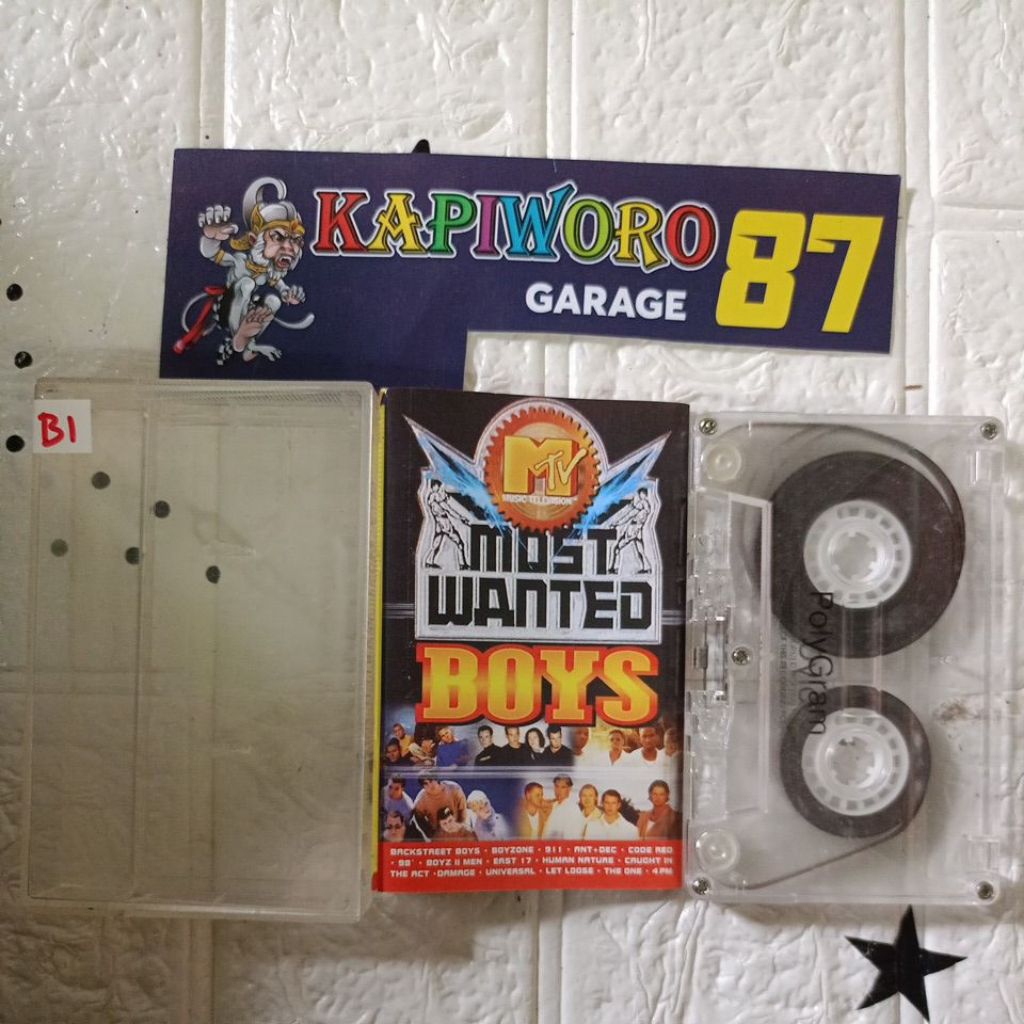 KAPIWORO 87
GARAGE
B1
MTV
MUSIC TELEVISION™
MOST
WANTED
BOYS
BACKSTREET BOYS · BOYZONE · 911 · ANT+DEC · CODE RED
· 98° · BOYZ II MEN · EAST 17 · HUMAN NATURE · CAUGHT IN
THE ACT · DAMAGE · UNIVERSAL · LET LOOSE · THE ONE · 4 PM
PolyGram